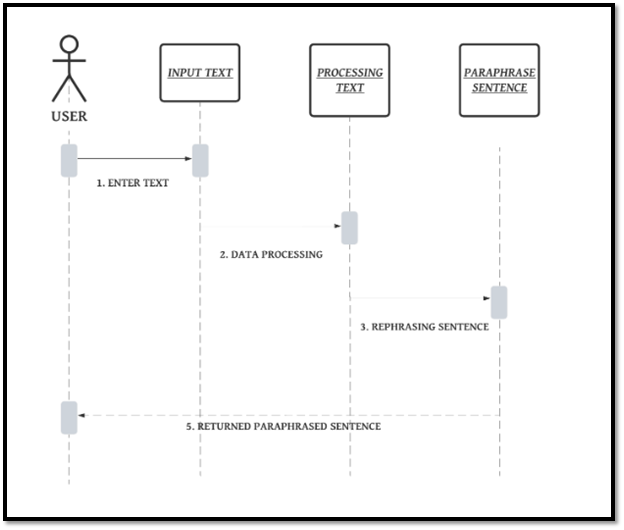 INPUT TEXT
PROCESSING
TEXT
PARAPHRASE
SENTENCE
USER
1. ENTER TEXT
2. DATA PROCESSING
3. REPHRASING SENTENCE
5. RETURNED PARAPHRASED SENTENCE